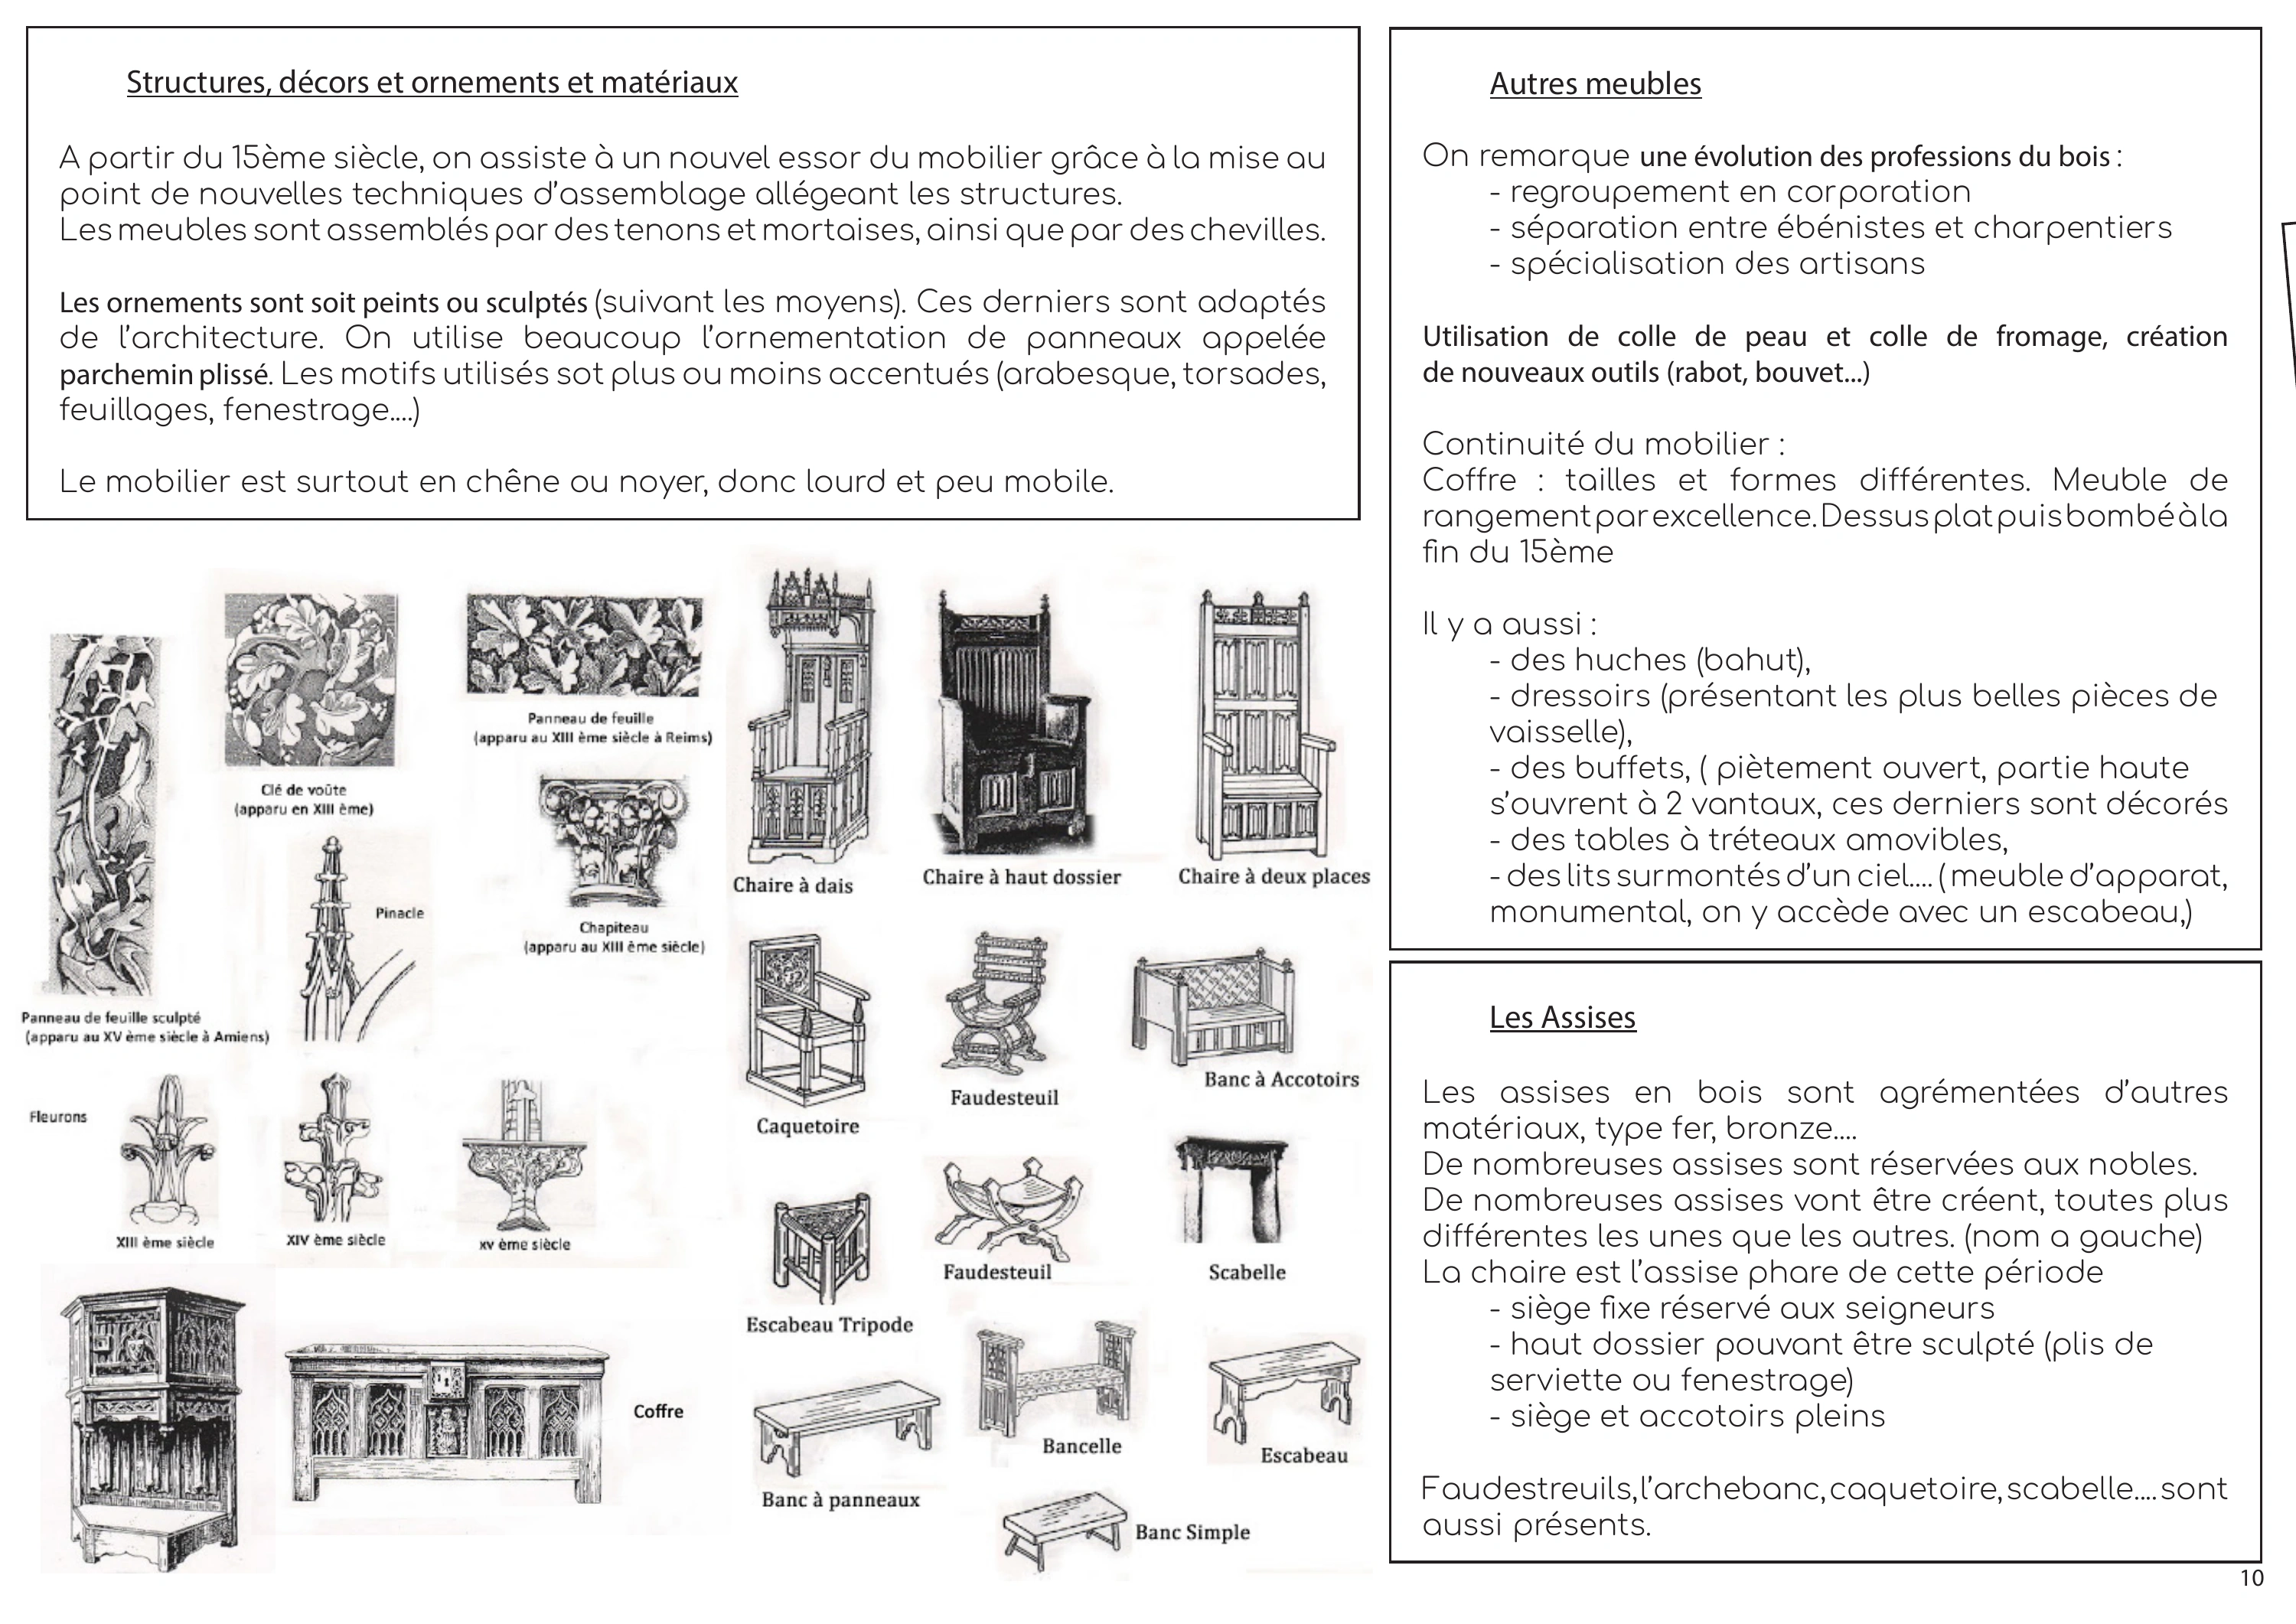 Structures, décors et ornements et matériaux
A partir du 15ème siècle, on assiste à un nouvel essor du mobilier grâce à la mise au
point de nouvelles techniques d'assemblage allégeant les structures.
Les meubles sont assemblés par des tenons et mortaises, ainsi que par des chevilles.
Les ornements sont soit peints ou sculptés (suivant les moyens). Ces derniers sont adaptés
de l'architecture. On utilise beaucoup l'ornementation de panneaux appelée
parchemin plissé. Les motifs utilisés sot plus ou moins accentués (arabesque, torsades,
feuillages, fenestrage....)
Le mobilier est surtout en chêne ou noyer, donc lourd et peu mobile.
Clé de voûte
(apparu en XIII ème)
Panneau de feuille
(apparu au XIII ème siècle à Reims)
Pinacle
Chapiteau
(apparu au XIII ème siècle)
Panneau de feuille sculpté
(apparu au XV ème siècle à Amiens)
Fleurons
XIII ème siècle
XIV ème siècle
xv ème siècle
Coffre
Chaire à dais
Chaire à haut dossier
Chaire à deux places
Caquetoire
Faudesteuil
Banc à Accotoirs
Escabeau Tripode
Faudesteuil
Scabelle
Banc à panneaux
Bancelle
Escabeau
Banc Simple
Autres meubles
On remarque une évolution des professions du bois :
- regroupement en corporation
- séparation entre ébénistes et charpentiers
- spécialisation des artisans
Utilisation de colle de peau et colle de fromage, création
de nouveaux outils (rabot, bouvet...)
Continuité du mobilier :
Coffre : tailles et formes différentes. Meuble de
rangement par excellence. Dessus plat puis bombé à la
fin du 15ème
Il y a aussi :
- des huches (bahut),
- dressoirs (présentant les plus belles pièces de
vaisselle),
- des buffets, ( piètement ouvert, partie haute
s'ouvrent à 2 vantaux, ces derniers sont décorés
- des tables à tréteaux amovibles,
- des lits surmontés d'un ciel.... ( meuble d'apparat,
monumental, on y accède avec un escabeau,)
Les Assises
Les assises en bois sont agrémentées d'autres
matériaux, type fer, bronze....
De nombreuses assises sont réservées aux nobles.
De nombreuses assises vont être créent, toutes plus
différentes les unes que les autres. (nom a gauche)
La chaire est l'assise phare de cette période
- siège fixe réservé aux seigneurs
- haut dossier pouvant être sculpté (plis de
serviette ou fenestrage)
- siège et accotoirs pleins
Faudestreuils, l'archebanc, caquetoire, scabelle.... sont
aussi présents.
10